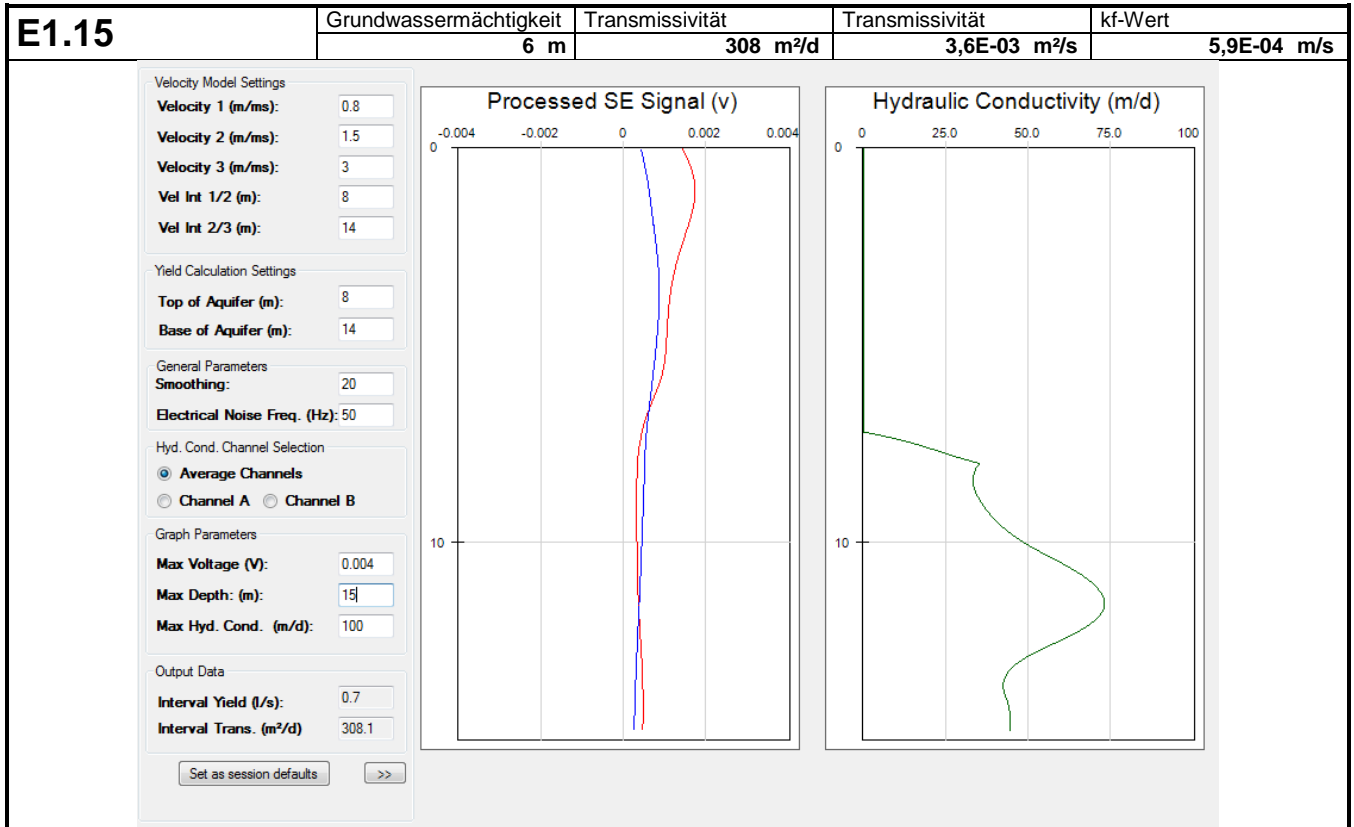 E1.15
Grundwassermächtigkeit Transmissivität Transmissivität kf-Wert
6 m 308 m²/d 3,6E-03 m²/s 5,9E-04 m/s
Velocity Model Settings
Velocity 1 (m/ms): 0.8
Velocity 2 (m/ms): 1.5
Velocity 3 (m/ms): 3
Vel Int 1/2 (m): 8
Vel Int 2/3 (m): 14
Yield Calculation Settings
Top of Aquifer (m): 8
Base of Aquifer (m): 14
General Parameters
Smoothing: 20
Electrical Noise Freq. (Hz): 50
Hyd. Cond. Channel Selection
Average Channels
Channel A Channel B
Graph Parameters
Max Voltage (V): 0.004
Max Depth: (m): 15
Max Hyd. Cond. (m/d): 100
Output Data
Interval Yield (l/s): 0.7
Interval Trans. (m²/d) 308.1
Set as session defaults >>
Processed SE Signal (v)
-0.004 -0.002 0 0.002 0.004
0
10
Hydraulic Conductivity (m/d)
0 25.0 50.0 75.0 100
0
10